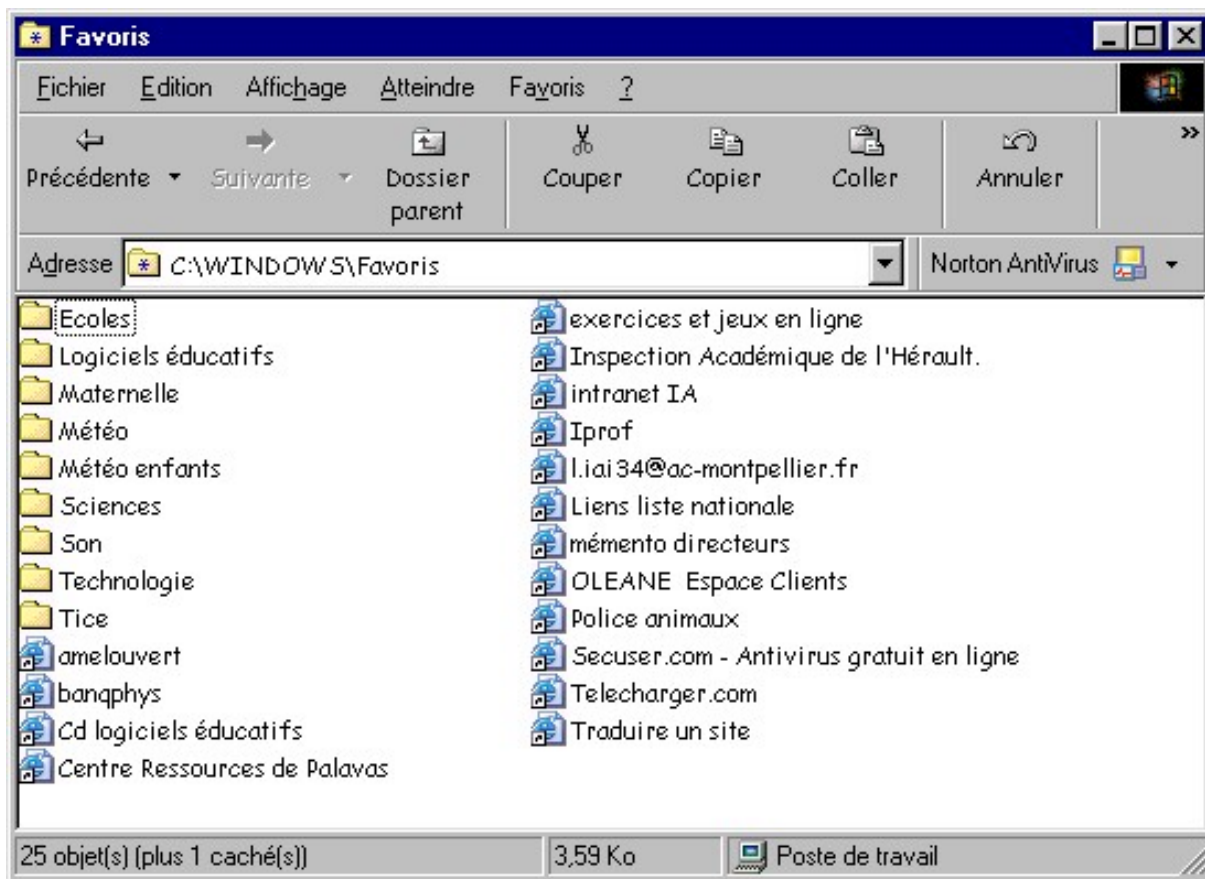 Favoris
Fichier Edition Affichage Atteindre Favoris ?
Précédente Suivante Dossier parent Couper Copier Coller Annuler »
Adresse C:\WINDOWS\Favoris Norton AntiVirus
Ecoles
Logiciels éducatifs
Maternelle
Météo
Météo enfants
Sciences
Son
Technologie
Tice
amelouvert
banqphys
Cd logiciels éducatifs
Centre Ressources de Palavas
exercices et jeux en ligne
Inspection Académique de l'Hérault.
intranet IA
Iprof
l.iai34@ac-montpellier.fr
Liens liste nationale
mémento directeurs
OLEANE Espace Clients
Police animaux
Secuser.com - Antivirus gratuit en ligne
Telecharger.com
Traduire un site
25 objet(s) (plus 1 caché(s)) 3,59 Ko Poste de travail